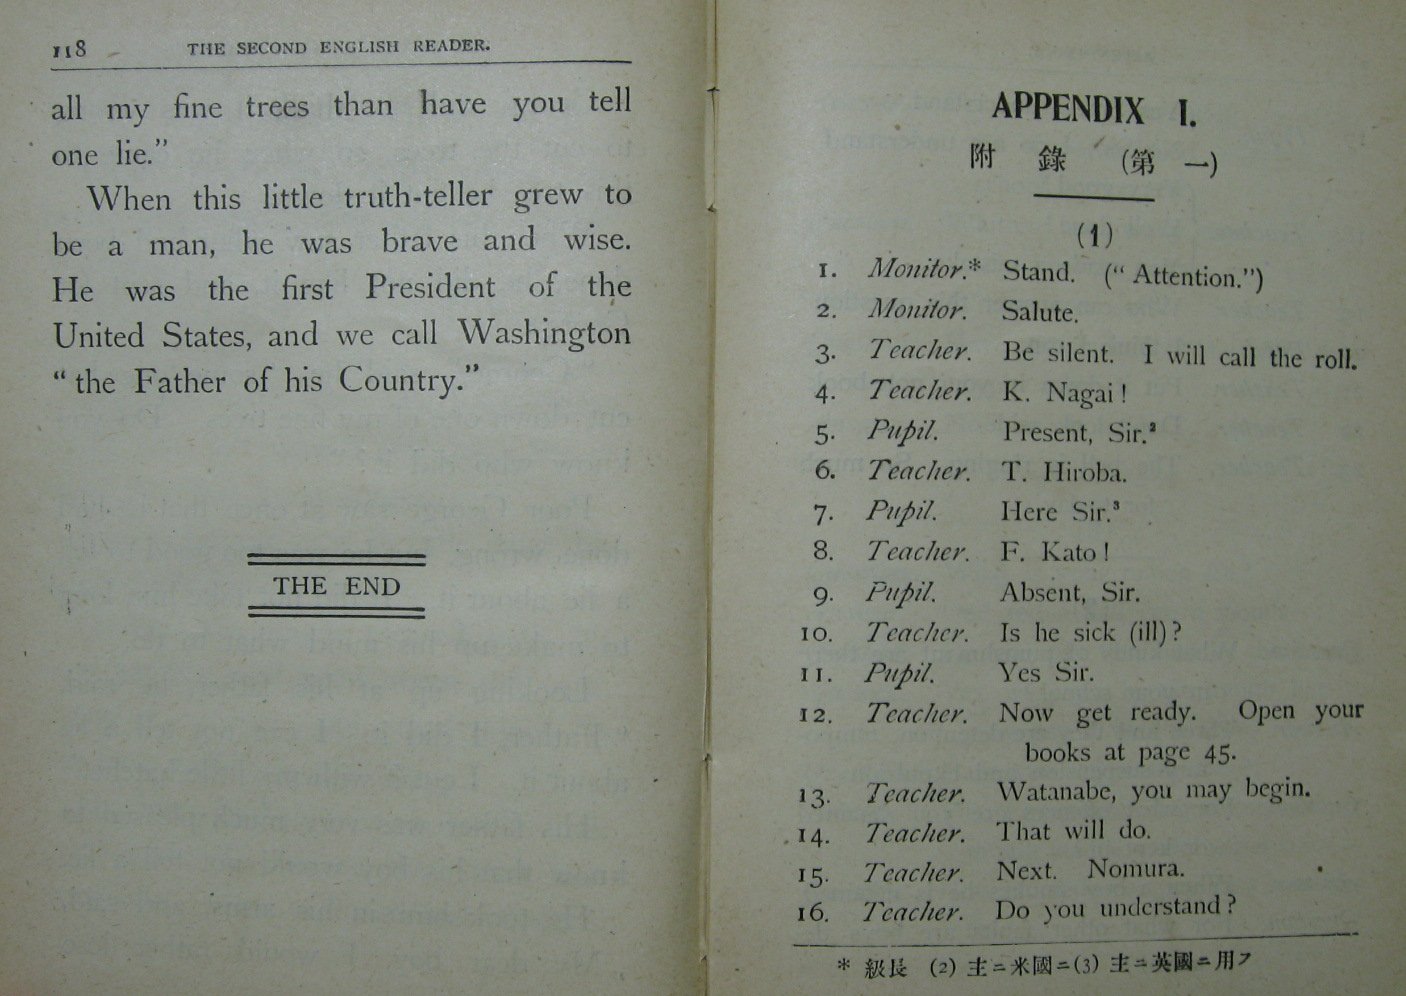 118 THE SECOND ENGLISH READER.
all my fine trees than have you tell
one lie."
When this little truth-teller grew to
be a man, he was brave and wise.
He was the first President of the
United States, and we call Washington
"the Father of his Country."
THE END
APPENDIX I.
附 錄 (第 一)
(1)
1. Monitor.* Stand. ("Attention.")
2. Monitor. Salute.
3. Teacher. Be silent. I will call the roll.
4. Teacher. K. Nagai!
5. Pupil. Present, Sir.²
6. Teacher. T. Hiroba.
7. Pupil. Here Sir.³
8. Teacher. F. Kato!
9. Pupil. Absent, Sir.
10. Teacher. Is he sick (ill)?
11. Pupil. Yes Sir.
12. Teacher. Now get ready. Open your
books at page 45.
13. Teacher. Watanabe, you may begin.
14. Teacher. That will do.
15. Teacher. Next. Nomura.
16. Teacher. Do you understand?
* 級長 (2) 主ニ米國ニ(3) 主ニ英國ニ用フ